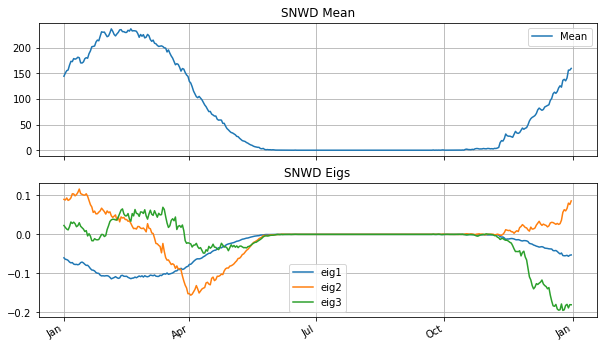 SNWD Mean
200
150
100
50
0
Mean
SNWD Eigs
0.1
0.0
−0.1
−0.2
eig1
eig2
eig3
Jan
Apr
Jul
Oct
Jan